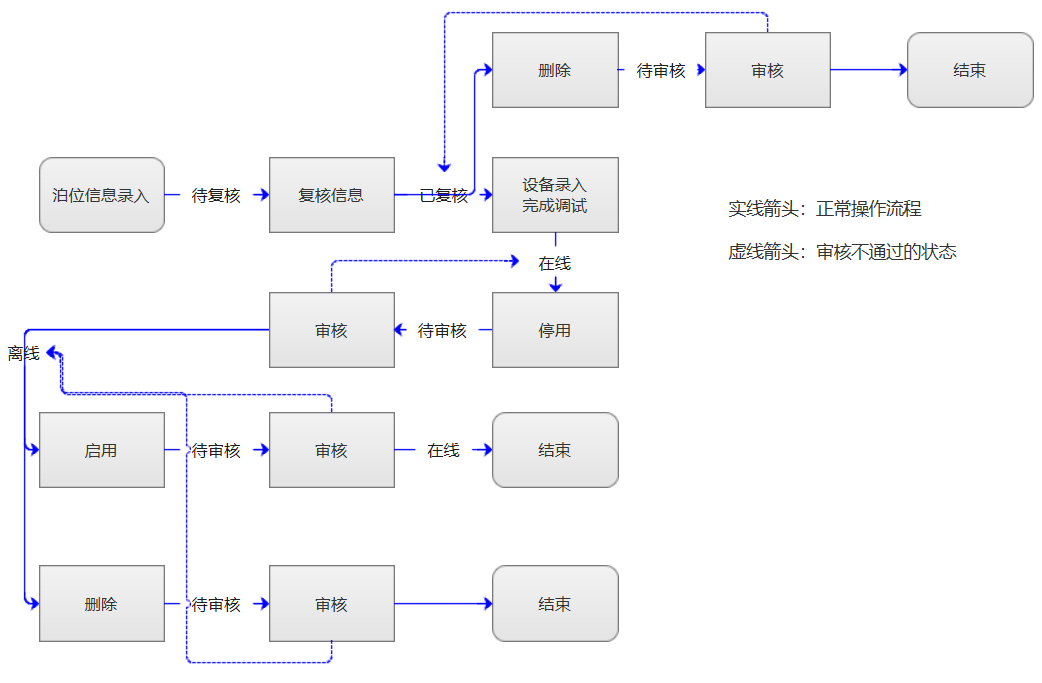 删除
待审核
审核
结束
泊位信息录入
待复核
复核信息
已复核
设备录入
完成调试
实线箭头：正常操作流程
虚线箭头：审核不通过的状态
在线
审核
待审核
停用
离线
启用
待审核
审核
在线
结束
删除
待审核
审核
结束